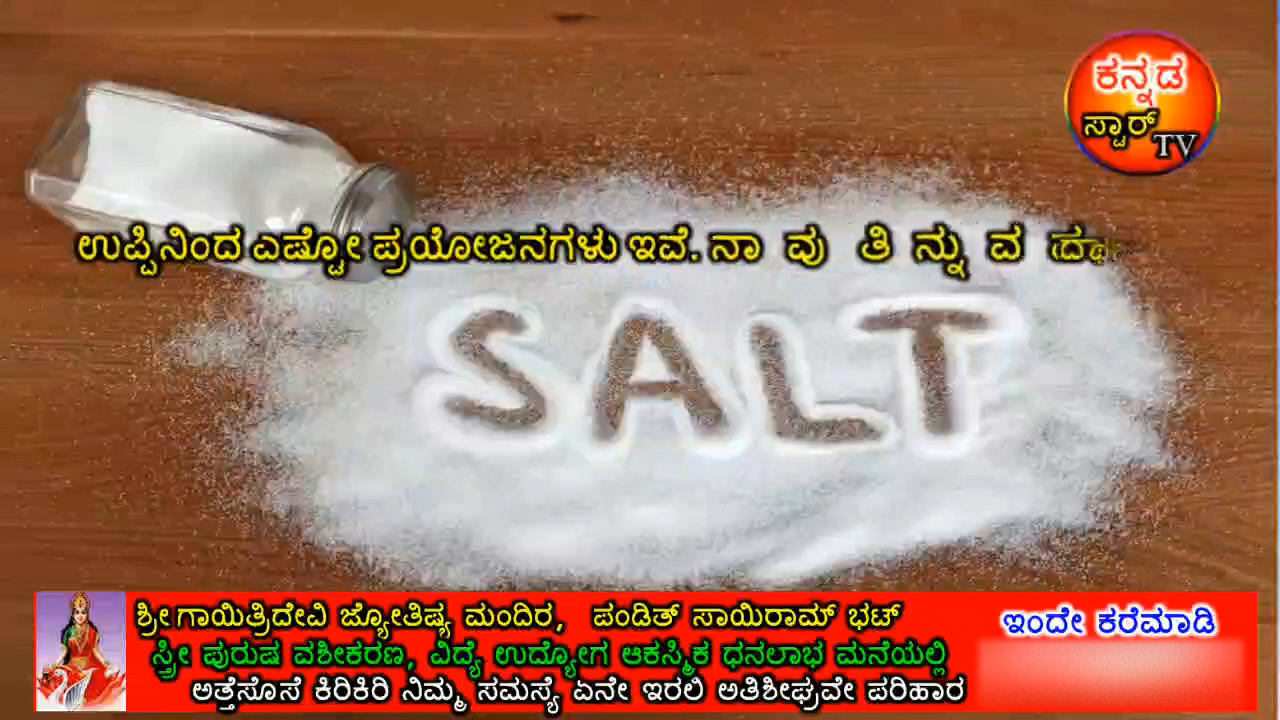 ಕನ್ನಡ
ಸ್ಟಾರ್
TV
ಉಪ್ಪಿನಿಂದ ಎಷ್ಟೋ ಪ್ರಯೋಜನಗಳು ಇವೆ. ನಾವು ತಿನ್ನುವ
SALT
ಶ್ರೀ ಗಾಯಿತ್ರಿದೇವಿ ಜ್ಯೋತಿಷ್ಯ ಮಂದಿರ, ಪಂಡಿತ್ ಸಾಯಿರಾಮ್ ಭಟ್
ಸ್ತ್ರೀ ಪುರುಷ ವಶೀಕರಣ, ವಿದ್ಯೆ ಉದ್ಯೋಗ ಆಕಸ್ಮಿಕ ಧನಲಾಭ ಮನೆಯಲ್ಲಿ
ಅತ್ತೆಸೊಸೆ ಕಿರಿಕಿರಿ ನಿಮ್ಮ ಸಮಸ್ಯೆ ಏನೇ ಇರಲಿ ಅತಿಶೀಘ್ರವೇ ಪರಿಹಾರ
ಇಂದೇ ಕರೆಮಾಡಿ